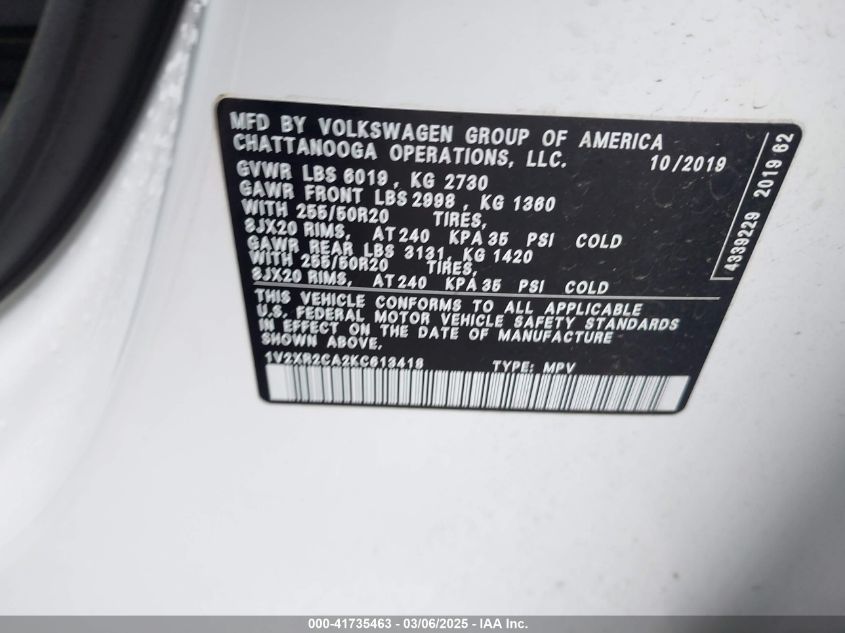 MFD BY VOLKSWAGEN GROUP OF AMERICA
CHATTANOOGA OPERATIONS, LLC. 10/2019
GVWR LBS 6019, KG 2730
GAWR FRONT LBS 2998, KG 1360
WITH 255/50R20 TIRES,
8JX20 RIMS, AT 240 KPA 35 PSI COLD
GAWR REAR LBS 3131, KG 1420
WITH 255/50R20 TIRES,
8JX20 RIMS, AT 240 KPA 35 PSI COLD
THIS VEHICLE CONFORMS TO ALL APPLICABLE
U.S. FEDERAL MOTOR VEHICLE SAFETY STANDARDS
IN EFFECT ON THE DATE OF MANUFACTURE
SHOWN ABOVE.
1V2XR2CA2KC613418 TYPE: MPV
4339229 2019 62
000-41735463 - 03/06/2025 - IAA Inc.